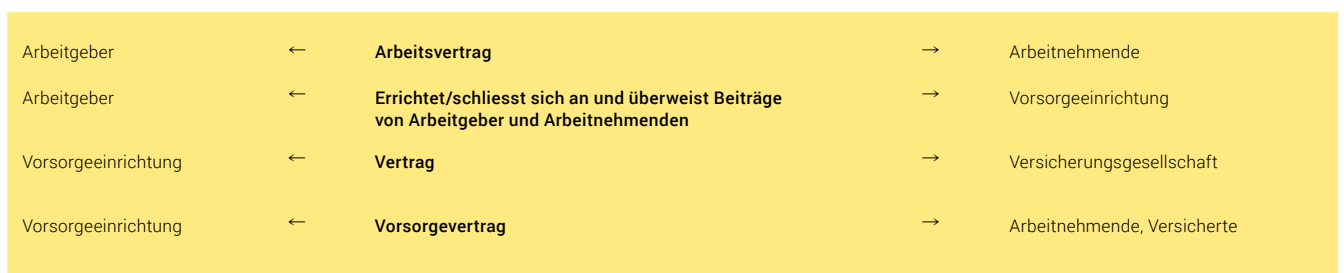 Arbeitgeber ← Arbeitsvertrag → Arbeitnehmende
Arbeitgeber ← Errichtet/schliesst sich an und überweist Beiträge → Vorsorgeeinrichtung
von Arbeitgeber und Arbeitnehmenden
Vorsorgeeinrichtung ← Vertrag → Versicherungsgesellschaft
Vorsorgeeinrichtung ← Vorsorgevertrag → Arbeitnehmende, Versicherte